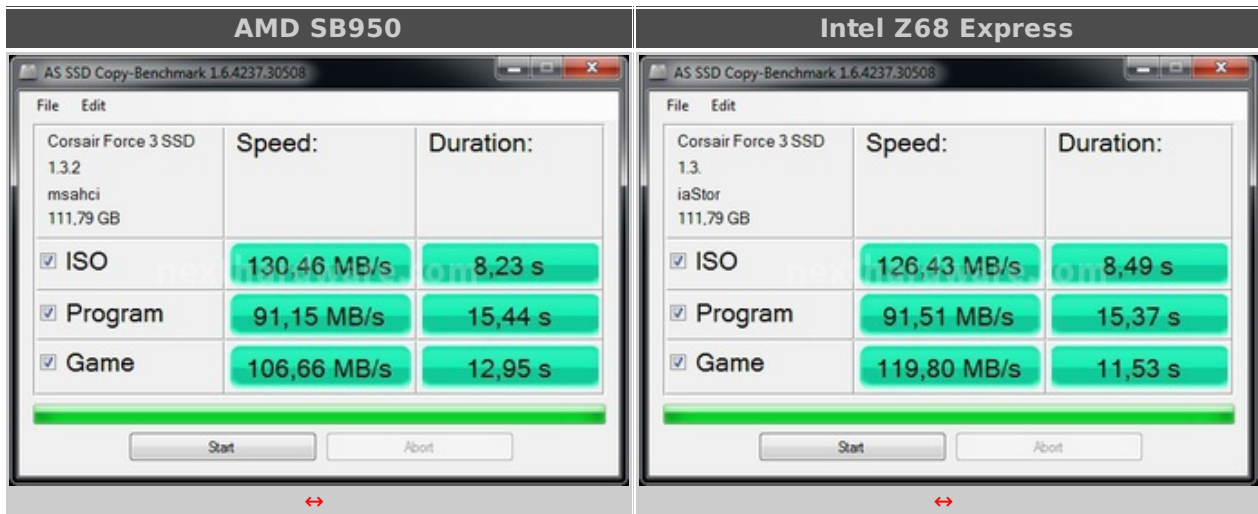 AMD SB950
AS SSD Copy-Benchmark 1.6.4237.30508
File Edit
Corsair Force 3 SSD
1.3.2
msahci
111,79 GB
Speed: Duration:
ISO 130,46 MB/s 8,23 s
Program 91,15 MB/s 15,44 s
Game 106,66 MB/s 12,95 s
Start Abort
Intel Z68 Express
AS SSD Copy-Benchmark 1.6.4237.30508
File Edit
Corsair Force 3 SSD
1.3.
iaStor
111,79 GB
Speed: Duration:
ISO 126,43 MB/s 8,49 s
Program 91,51 MB/s 15,37 s
Game 119,80 MB/s 11,53 s
Start Abort